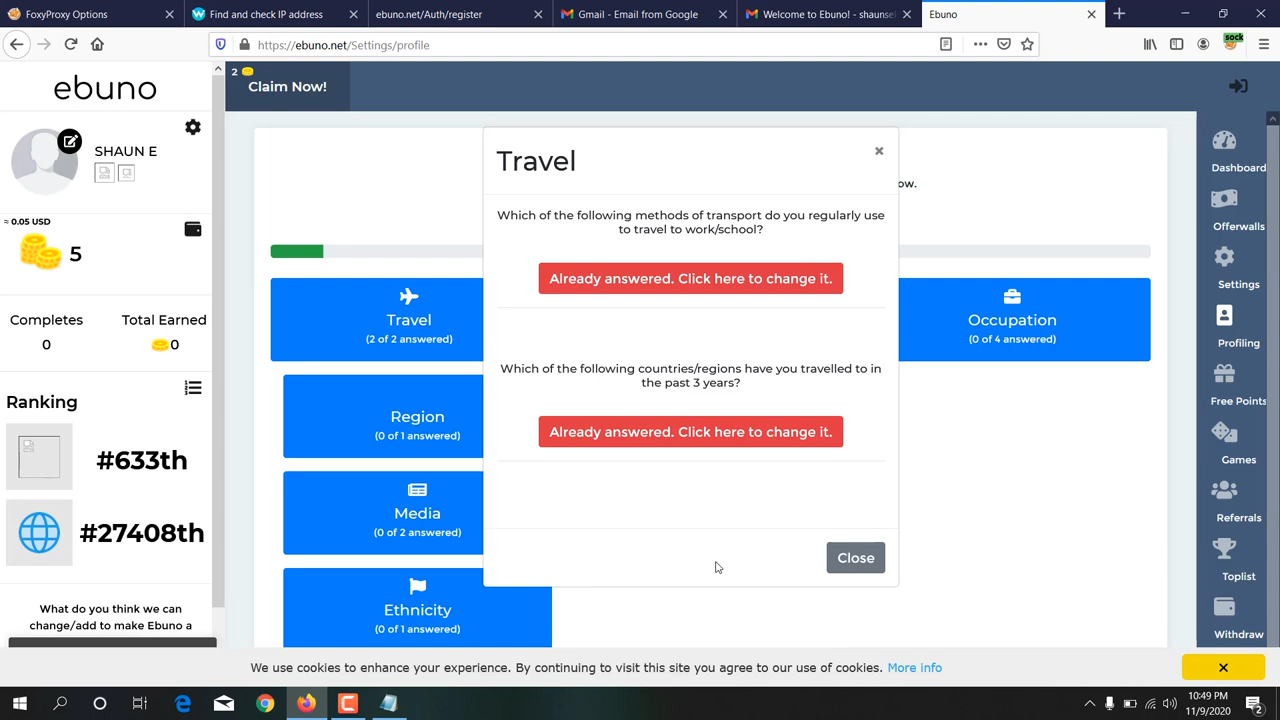 FoxyProxy Options
Find and check IP address
ebuno.net/Auth/register
Gmail - Email from Google
Welcome to Ebuno! - shaunsel
Ebuno
https://ebuno.net/Settings/profile
sock
ebuno
2
Claim Now!
SHAUN E
≈ 0.05 USD
5
Completes
Total Earned
0
0
Ranking
#633th
#27408th
What do you think we can
change/add to make Ebuno a
ow.
Travel
(2 of 2 answered)
Occupation
(0 of 4 answered)
Region
(0 of 1 answered)
Media
(0 of 2 answered)
Ethnicity
(0 of 1 answered)
Travel
×
Which of the following methods of transport do you regularly use
to travel to work/school?
Already answered. Click here to change it.
Which of the following countries/regions have you travelled to in
the past 3 years?
Already answered. Click here to change it.
Close
Dashboard
Offerwalls
Settings
Profiling
Free Points
Games
Referrals
Toplist
Withdraw
We use cookies to enhance your experience. By continuing to visit this site you agree to our use of cookies. More info
10:49 PM
11/9/2020
2